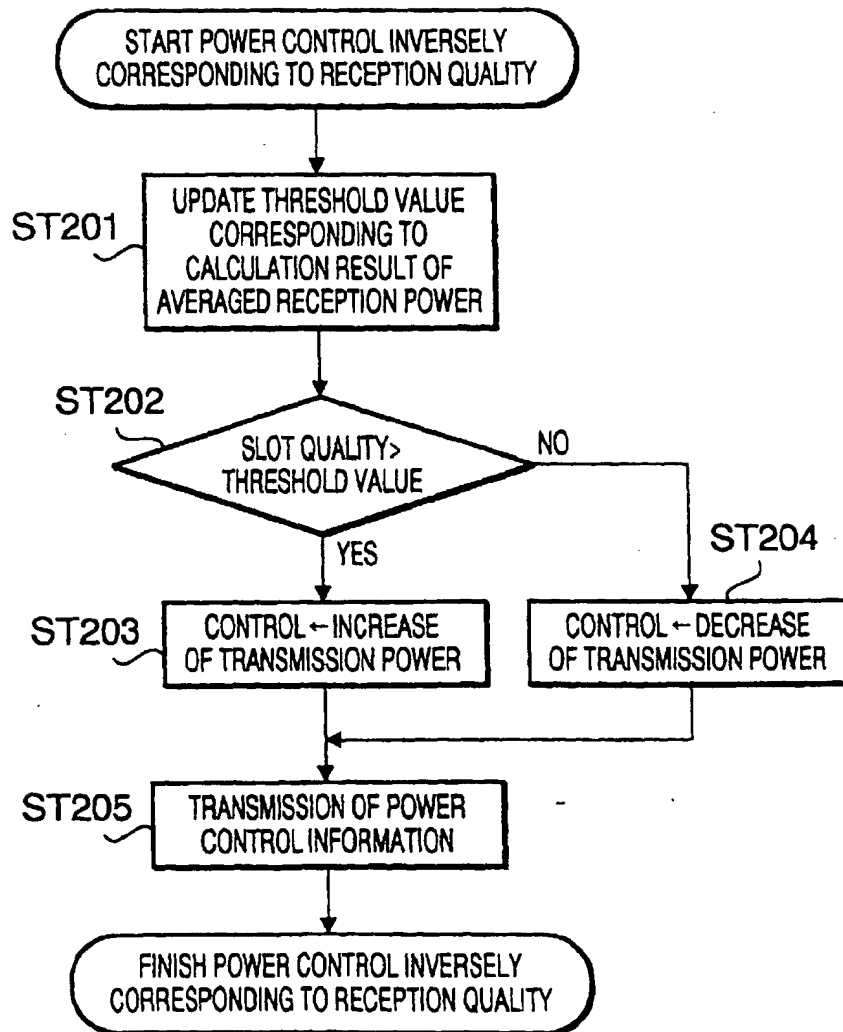 START POWER CONTROL INVERSELY
CORRESPONDING TO RECEPTION QUALITY
ST201
UPDATE THRESHOLD VALUE
CORRESPONDING TO
CALCULATION RESULT OF
AVERAGED RECEPTION POWER
ST202
SLOT QUALITY>
THRESHOLD VALUE
NO
YES
ST203
CONTROL←INCREASE
OF TRANSMISSION POWER
ST204
CONTROL←DECREASE
OF TRANSMISSION POWER
ST205
TRANSMISSION OF POWER
CONTROL INFORMATION
FINISH POWER CONTROL INVERSELY
CORRESPONDING TO RECEPTION QUALITY